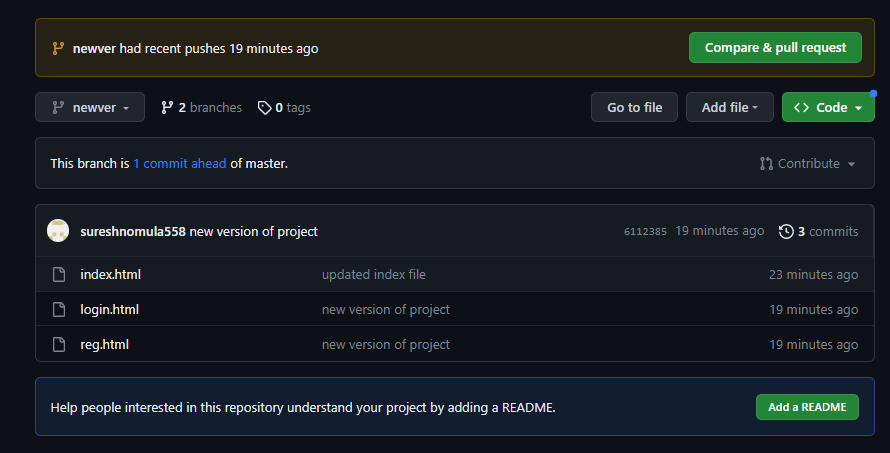 newver had recent pushes 19 minutes ago Compare & pull request
newver 2 branches 0 tags Go to file Add file Code
This branch is 1 commit ahead of master. Contribute
sureshnomula558 new version of project 6112385 19 minutes ago 3 commits
index.html updated index file 23 minutes ago
login.html new version of project 19 minutes ago
reg.html new version of project 19 minutes ago
Help people interested in this repository understand your project by adding a README. Add a README